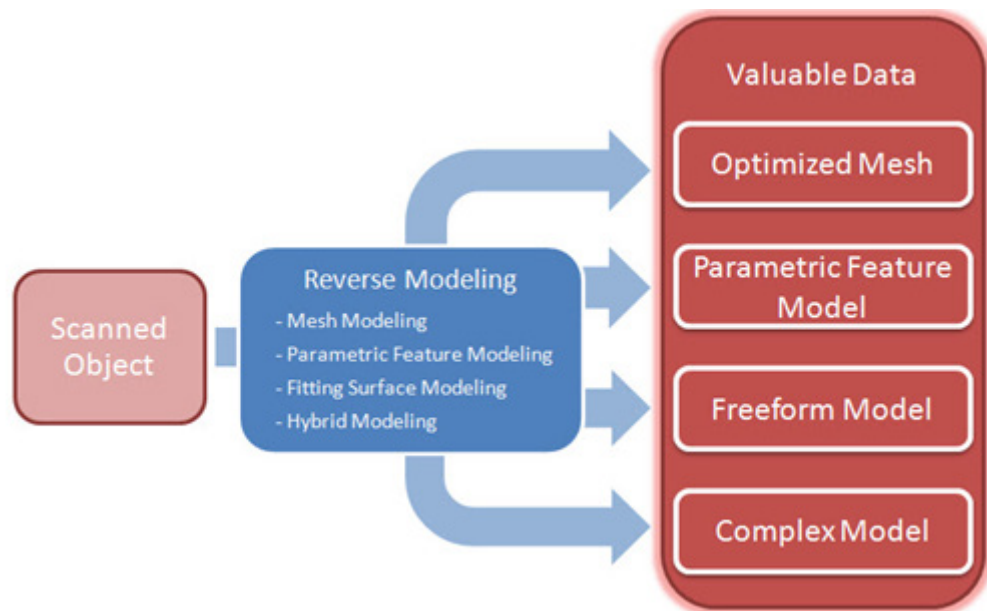 Scanned
Object
Reverse Modeling
- Mesh Modeling
- Parametric Feature Modeling
- Fitting Surface Modeling
- Hybrid Modeling
Valuable Data
Optimized Mesh
Parametric Feature
Model
Freeform Model
Complex Model